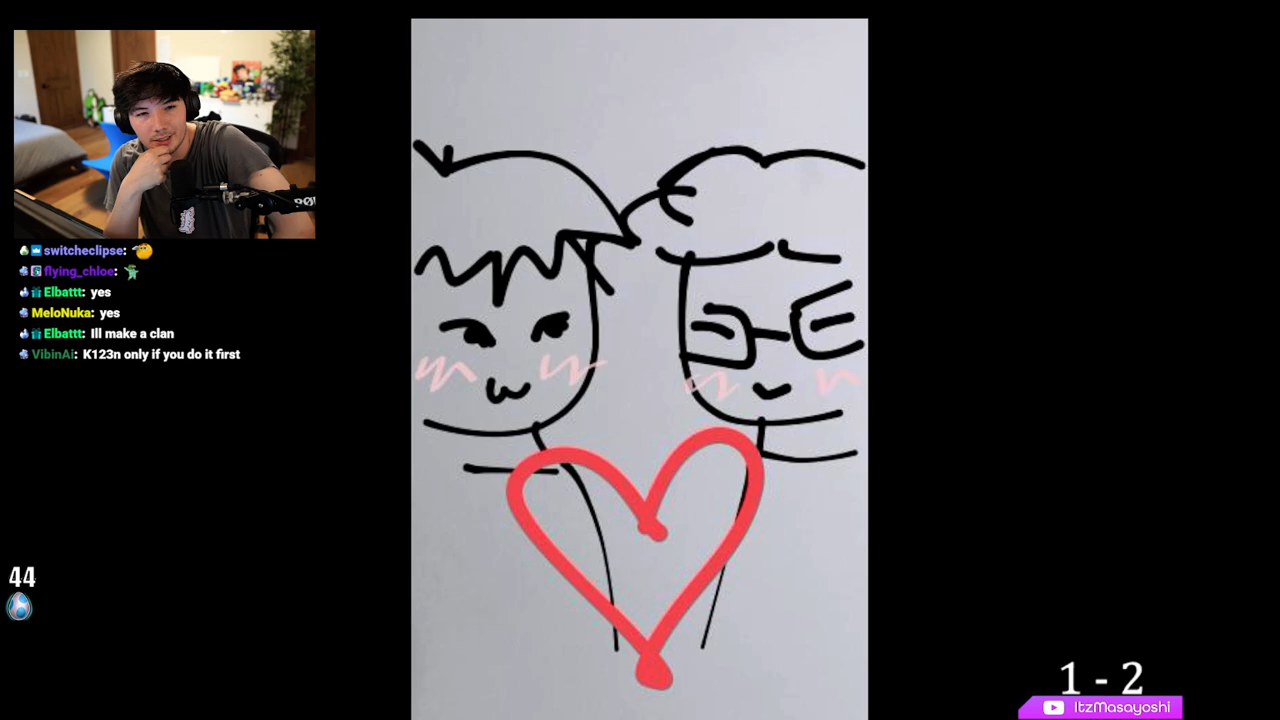 switcheclipse:
flying_chloe:
Elbattt: yes
MeloNuka: yes
Elbattt: Ill make a clan
VibinAi: K123n only if you do it first
44
1 - 2
ItzMasayoshi